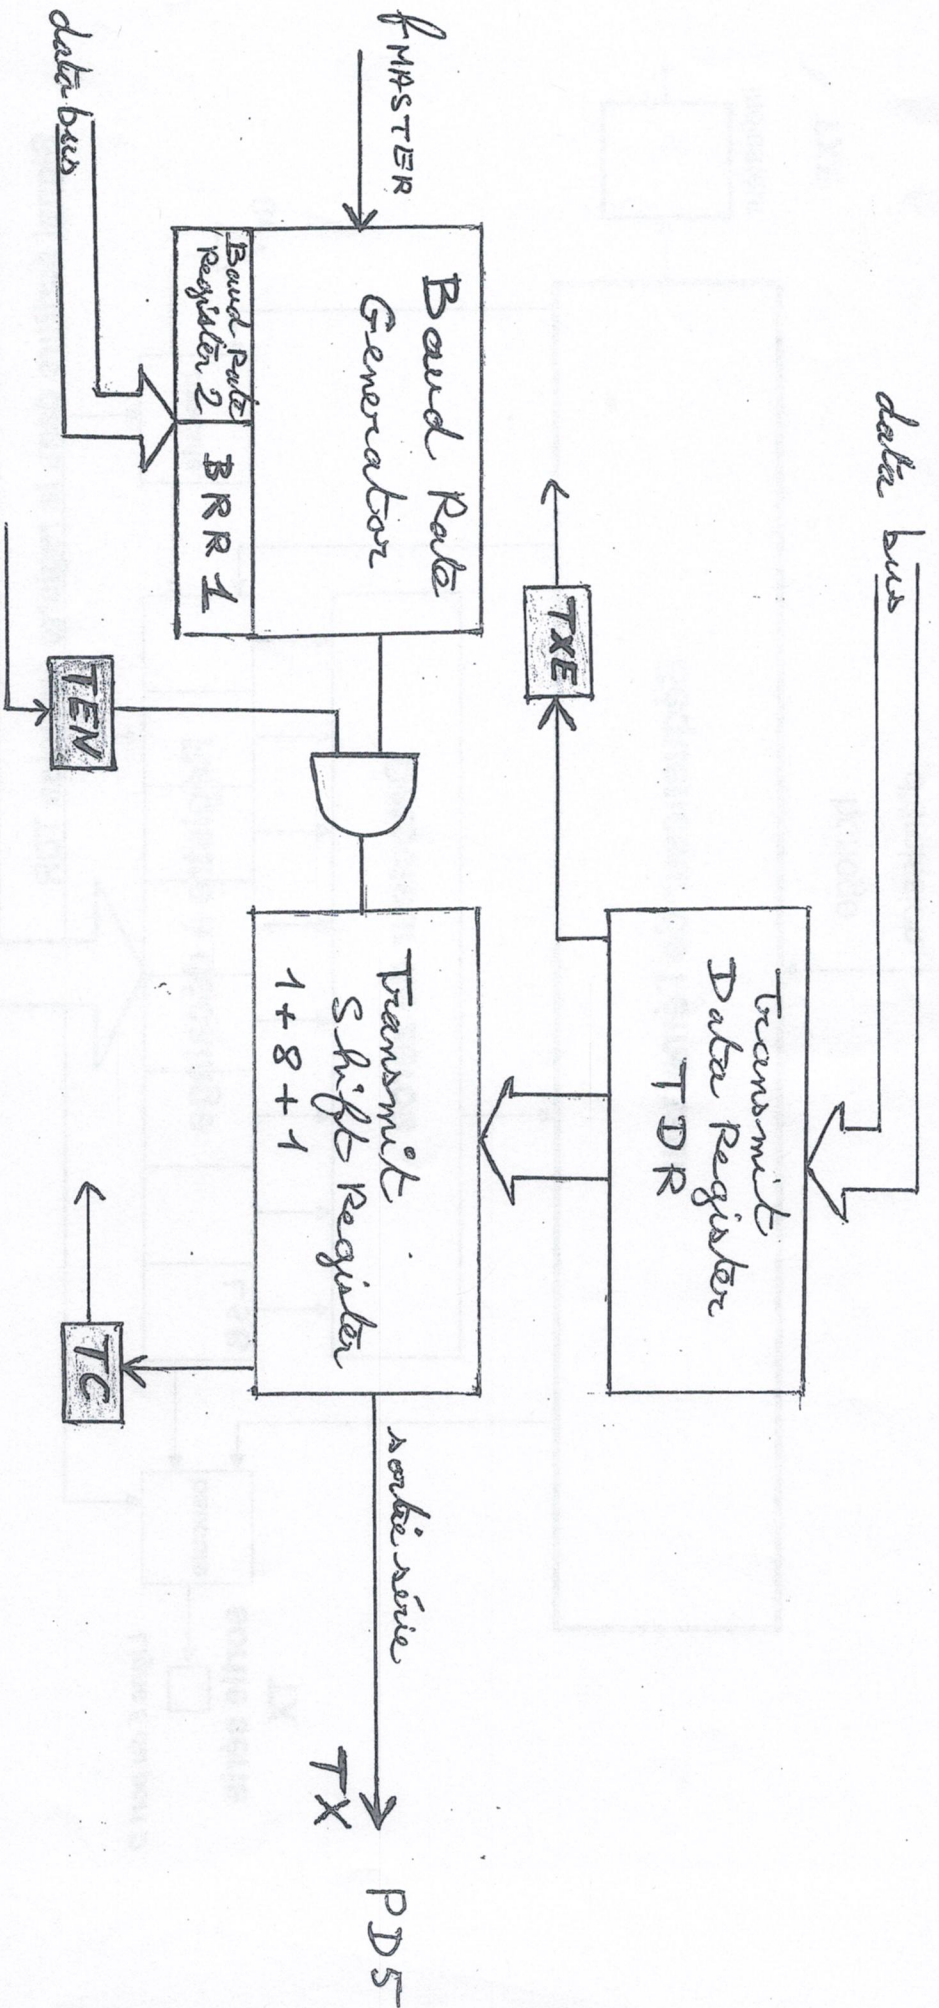 data bus
Transmit
Data Register
TDR
TXE
fMASTER
Baud Rate
Generator
Baud Rate
Register 2
BRR1
data bus
TEN
Transmit
Shift Register
1+8+1
sortie série
TX
PD5
TC